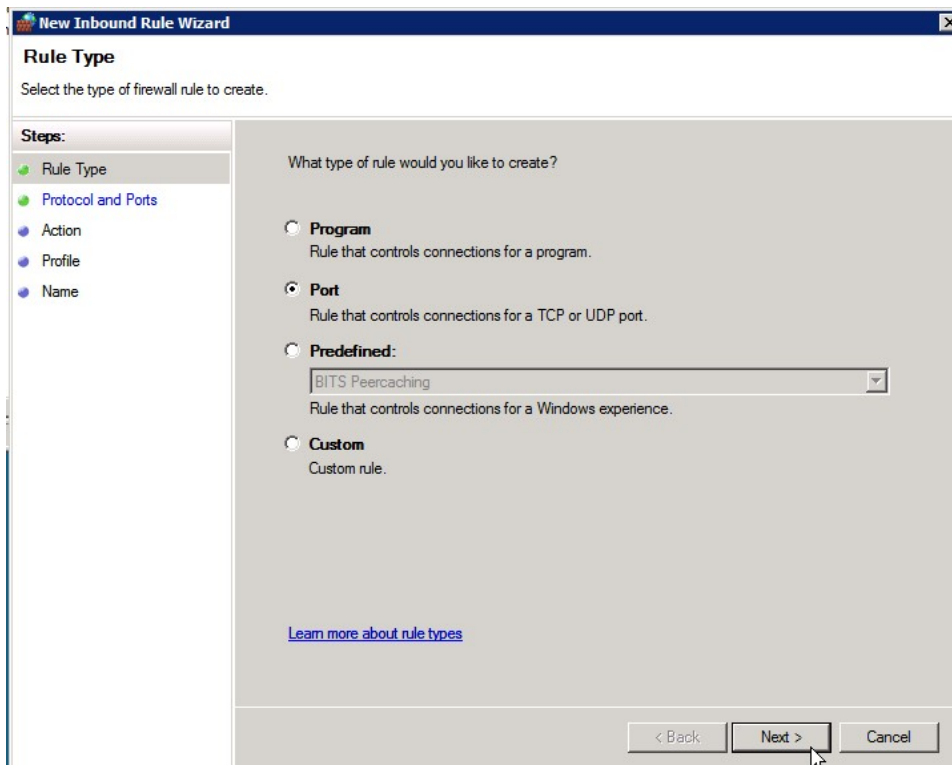 New Inbound Rule Wizard
Rule Type
Select the type of firewall rule to create.
Steps:
Rule Type
Protocol and Ports
Action
Profile
Name
What type of rule would you like to create?
Program
Rule that controls connections for a program.
Port
Rule that controls connections for a TCP or UDP port.
Predefined:
BITS Peercaching
Rule that controls connections for a Windows experience.
Custom
Custom rule.
Learn more about rule types
< Back
Next >
Cancel